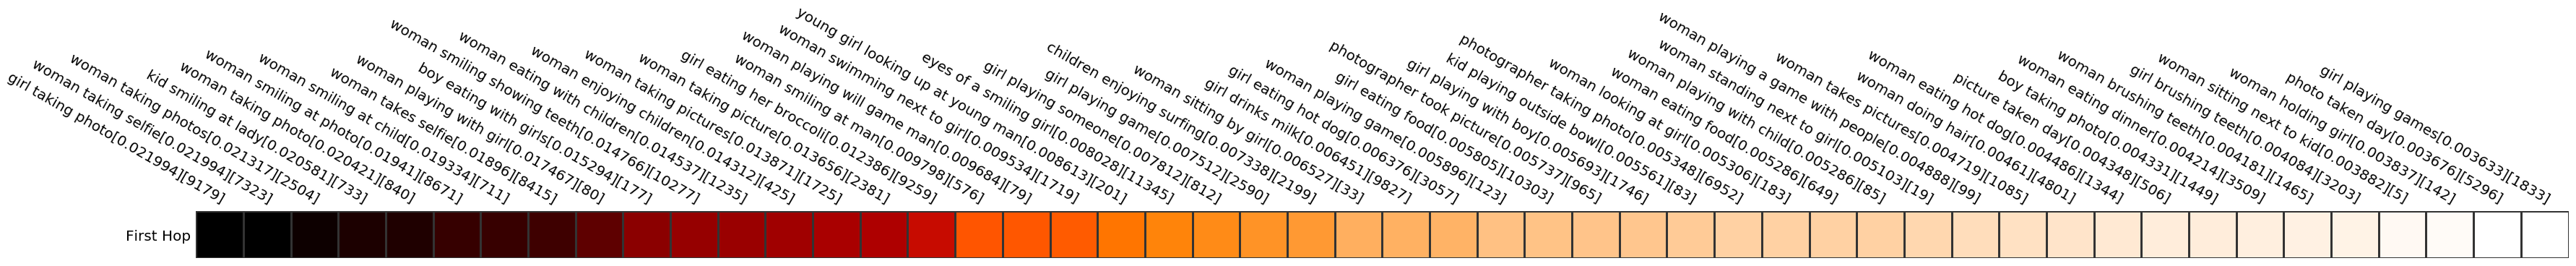 girl taking photo[0.021994][9179]
woman taking selfie[0.021994][7323]
woman taking photos[0.021317][2504]
kid smiling at lady[0.020581][733]
woman taking photo[0.020421][840]
woman smiling at photo[0.01941][8671]
woman smiling at child[0.019334][711]
woman takes selfie[0.01896][8415]
woman playing with girl[0.017467][80]
boy eating with girls[0.015294][177]
woman smiling showing teeth[0.014766][10277]
woman eating with children[0.014537][1235]
woman enjoying children[0.014312][425]
woman taking pictures[0.013871][1725]
woman taking picture[0.013656][2381]
girl eating her broccoli[0.012386][9259]
woman smiling at man[0.009798][576]
woman playing will game man[0.009684][79]
woman swimming next to girl[0.009534][1719]
young girl looking up at young man[0.008613][201]
eyes of a smiling girl[0.008028][11345]
girl playing someone[0.007812][812]
girl playing game[0.007512][2590]
children enjoying surfing[0.007338][2199]
woman sitting by girl[0.006527][33]
girl drinks milk[0.006451][9827]
girl eating hot dog[0.006376][3057]
woman playing game[0.005896][123]
girl eating food[0.005805][10303]
photographer took picture[0.005737][965]
girl playing with boy[0.005693][1746]
kid playing outside bowl[0.005561][83]
photographer taking photo[0.005348][6952]
woman looking at girl[0.005306][183]
woman eating food[0.005286][649]
woman playing with child[0.005286][85]
woman standing next to girl[0.005103][19]
woman playing a game with people[0.004888][99]
woman takes pictures[0.004719][1085]
woman doing hair[0.004461][4801]
woman eating hot dog[0.004486][1344]
picture taken day[0.004348][506]
boy taking photo[0.004331][1449]
woman eating dinner[0.004214][3509]
woman brushing teeth[0.004181][1465]
girl brushing teeth[0.004084][3203]
woman sitting next to kid[0.003882][5]
woman holding girl[0.003837][142]
photo taken day[0.003676][5296]
girl playing games[0.003633][1833]
First Hop